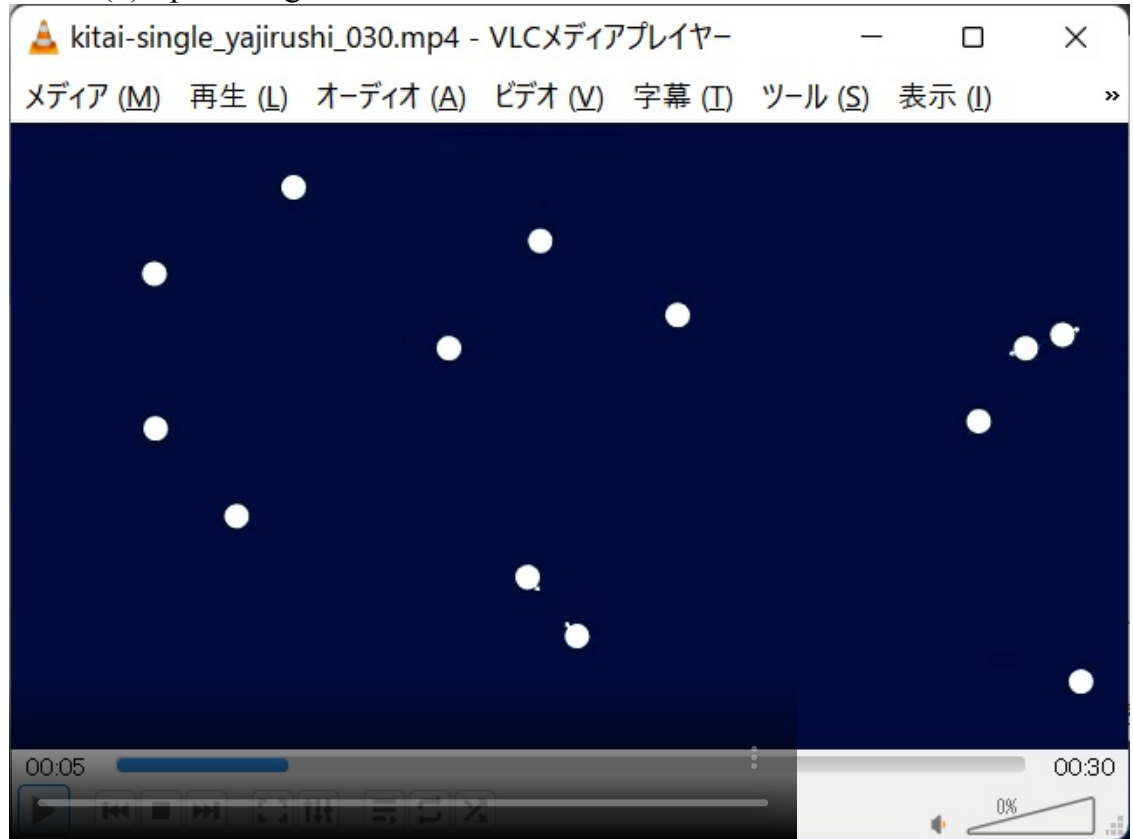 kitai-single_yajirushi_030.mp4 - VLCメディアプレイヤー
メディア (M) 再生 (L) オーディオ (A) ビデオ (V) 字幕 (T) ツール (S) 表示 (I) »
00:05 00:30
0%